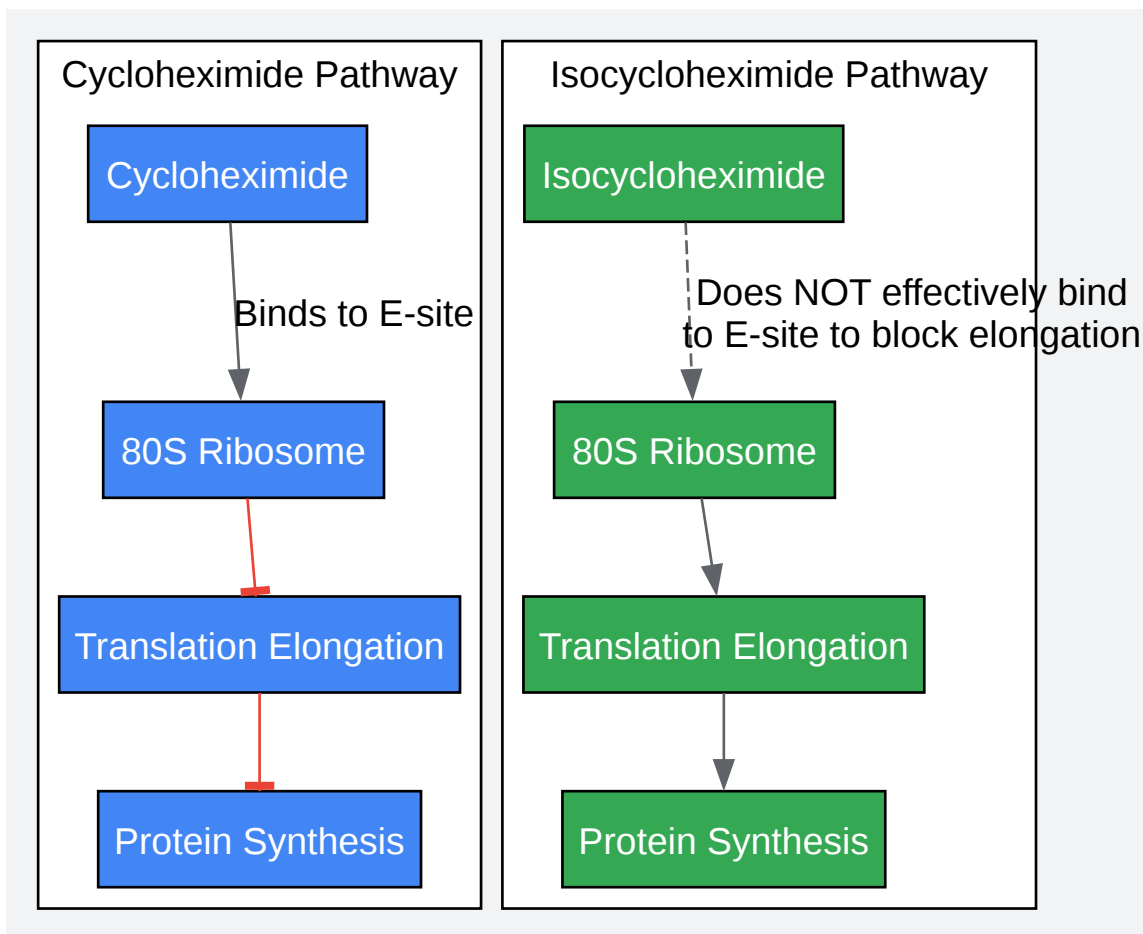 Cycloheximide Pathway
Cycloheximide
Binds to E-site
80S Ribosome
Translation Elongation
Protein Synthesis
Isocycloheximide Pathway
Isocycloheximide
Does NOT effectively bind
to E-site to block elongation
80S Ribosome
Translation Elongation
Protein Synthesis